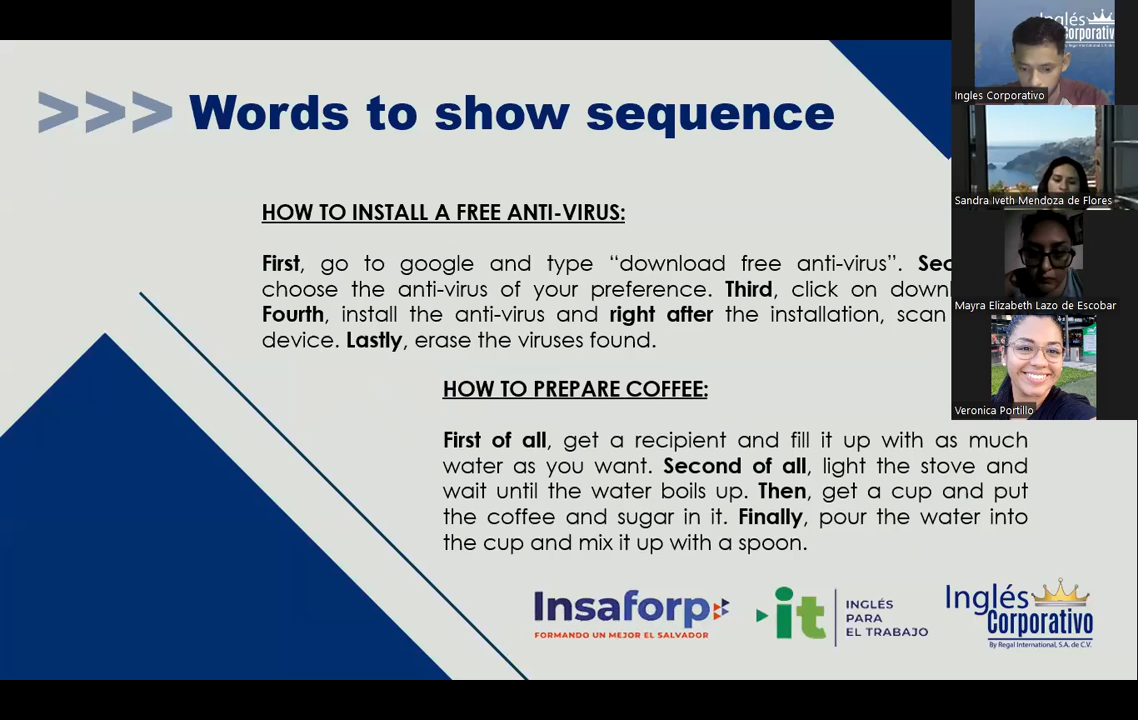 >>> Words to show sequence
HOW TO INSTALL A FREE ANTI-VIRUS:
First, go to google and type “download free anti-virus”. Sec
choose the anti-virus of your preference. Third, click on down
Fourth, install the anti-virus and right after the installation, scan
device. Lastly, erase the viruses found.
HOW TO PREPARE COFFEE:
First of all, get a recipient and fill it up with as much
water as you want. Second of all, light the stove and
wait until the water boils up. Then, get a cup and put
the coffee and sugar in it. Finally, pour the water into
the cup and mix it up with a spoon.
Insaforp
FORMANDO UN MEJOR EL SALVADOR
it
INGLÉS
PARA
EL TRABAJO
Inglés
Corporativo
By Regal International, S.A. de C.V.
Inglés
Corporativo
Ingles Corporativo
Sandra Iveth Mendoza de Flores
Mayra Elizabeth Lazo de Escobar
Veronica Portillo